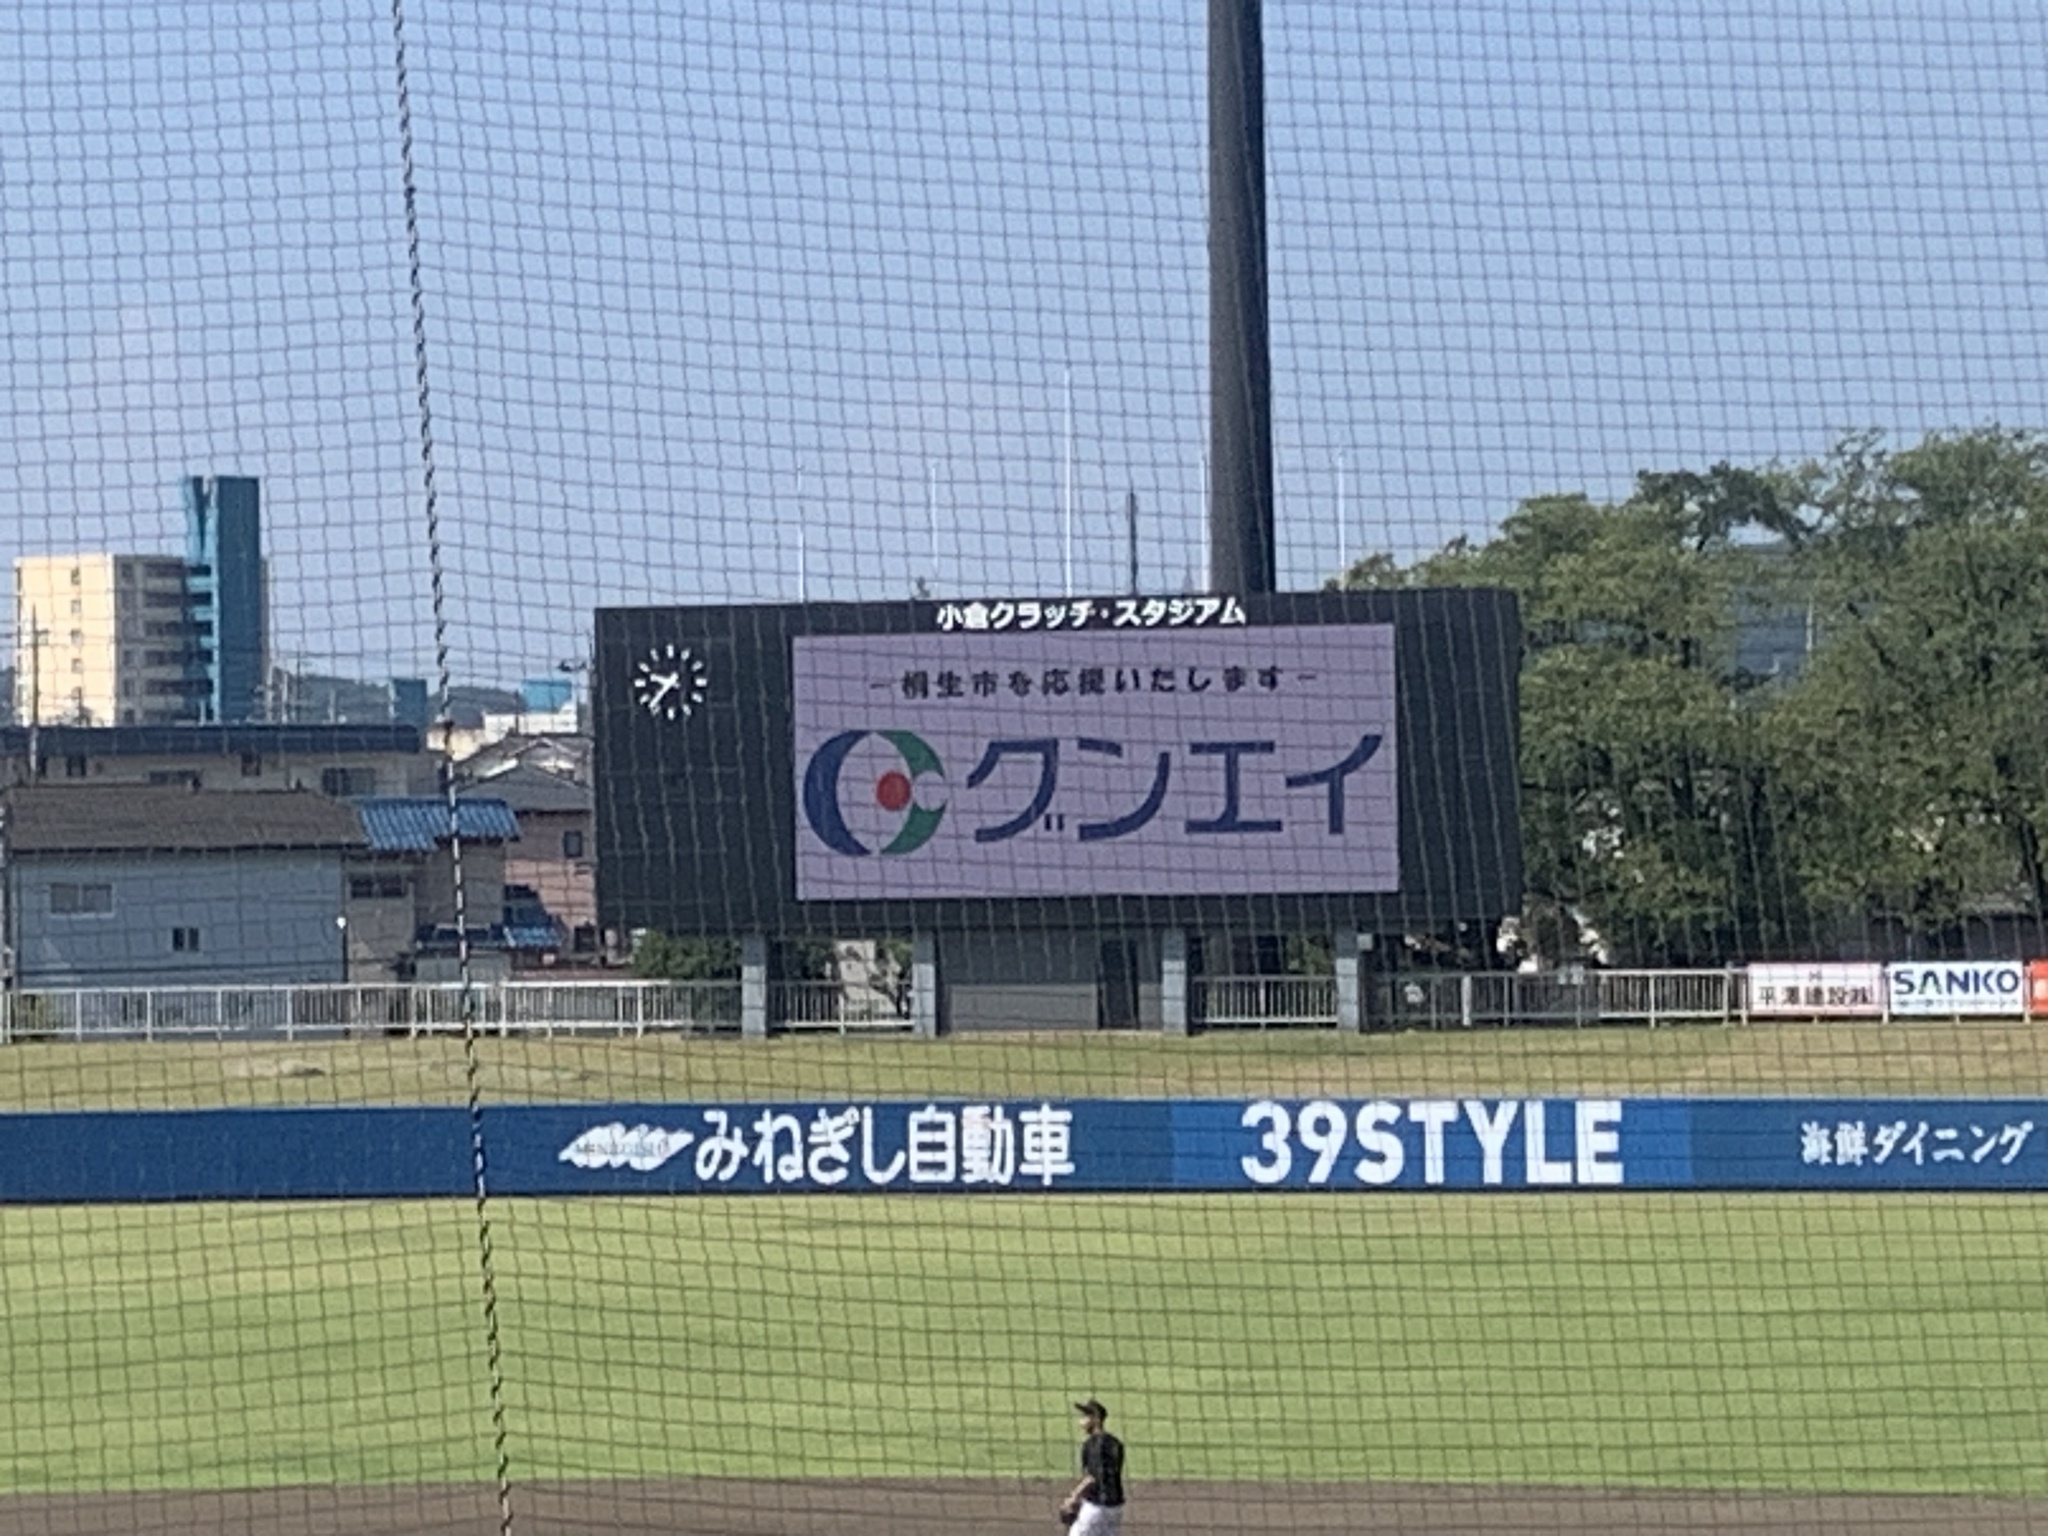 小倉クラッチ・スタジアム
－桐生市を応援いたします－
グンエイ
平澤建設㈱
SANKO
みねぎし自動車
39STYLE
海鮮ダイニング